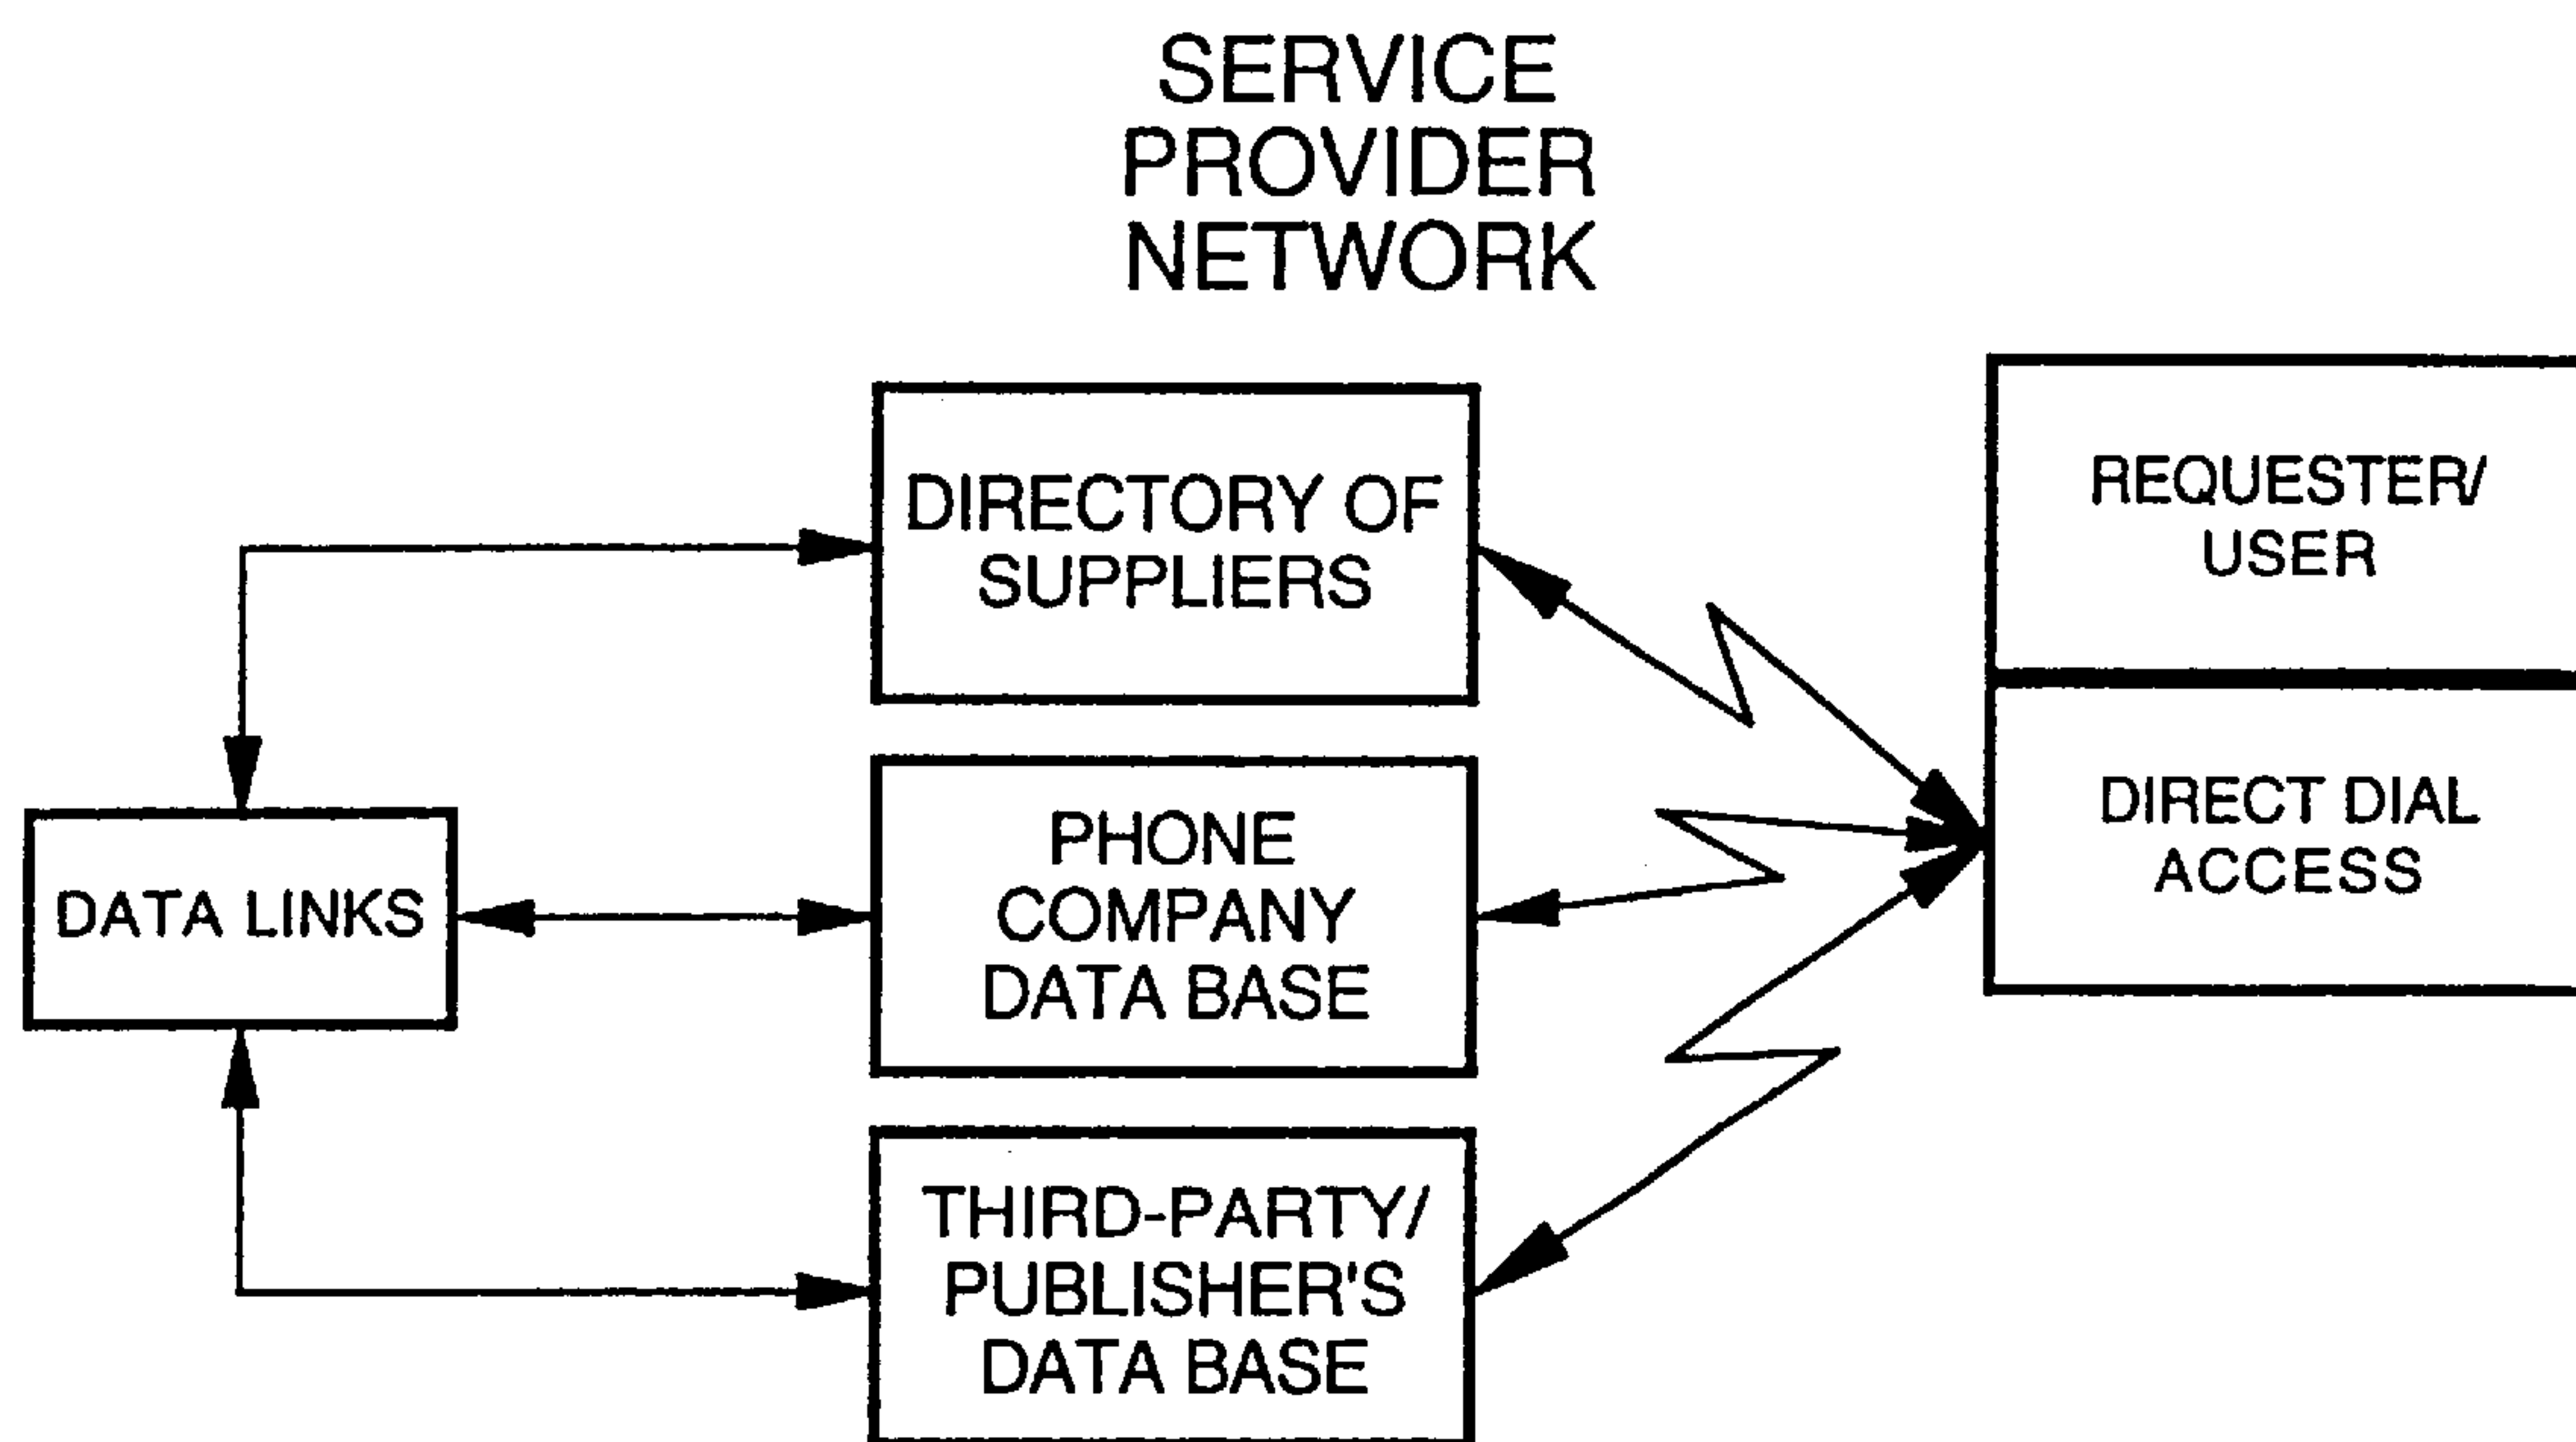 SERVICE
PROVIDER
NETWORK
DIRECTORY OF
SUPPLIERS
REQUESTER/
USER
DIRECT DIAL
ACCESS
DATA LINKS
PHONE
COMPANY
DATA BASE
THIRD-PARTY/
PUBLISHER'S
DATA BASE